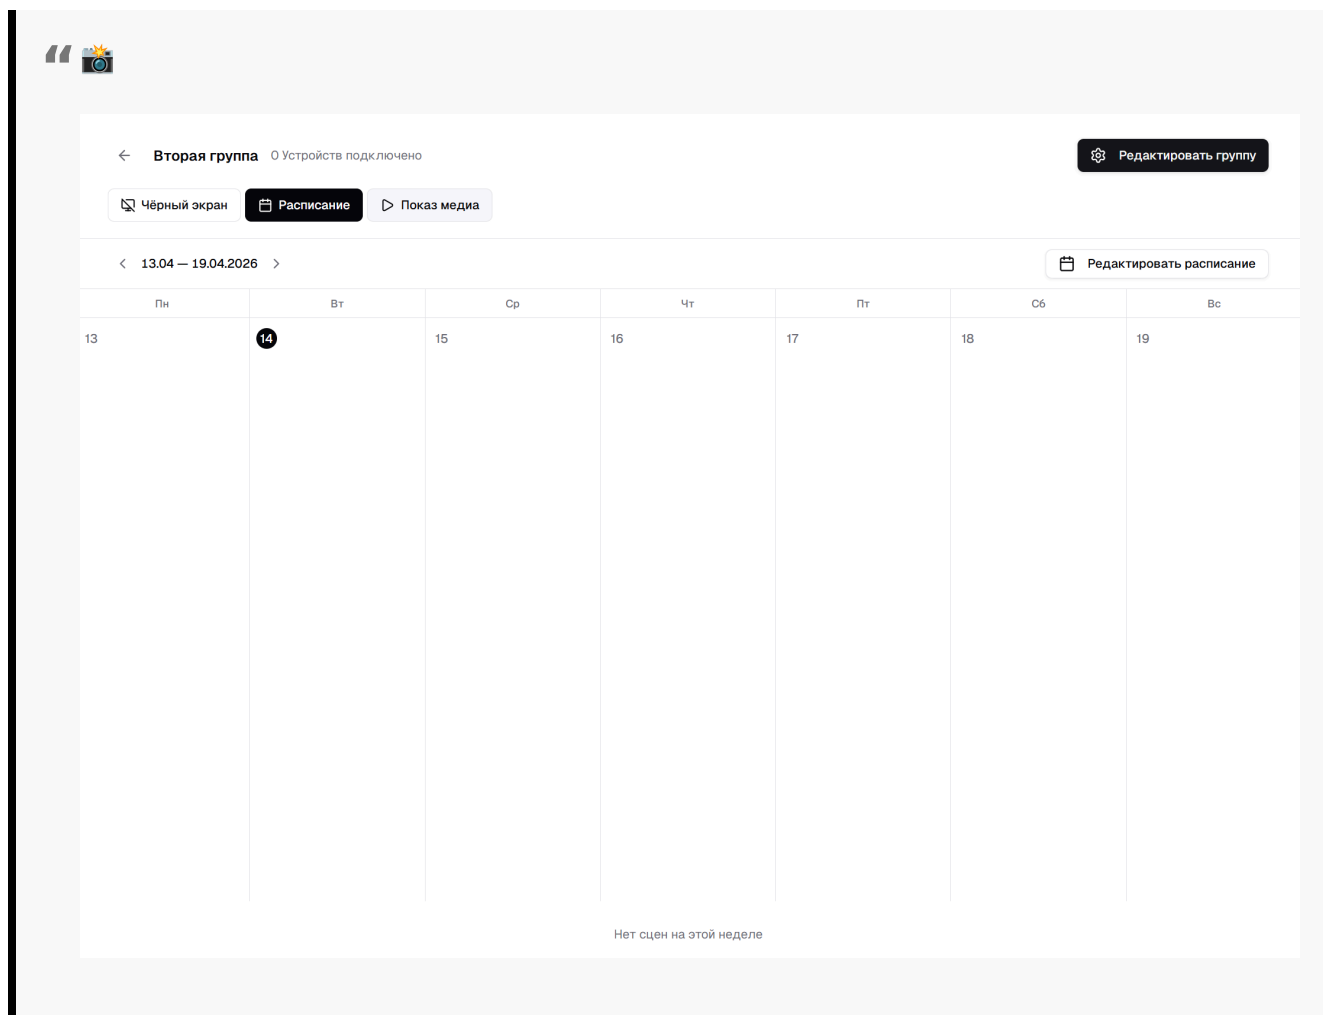 “ 📸
Вторая группа 0 Устройств подключено
Редактировать группу
Чёрный экран Расписание Показ медиа
13.04 — 19.04.2026
Редактировать расписание
Пн Вт Ср Чт Пт Сб Вс
13 14 15 16 17 18 19
Нет сцен на этой неделе